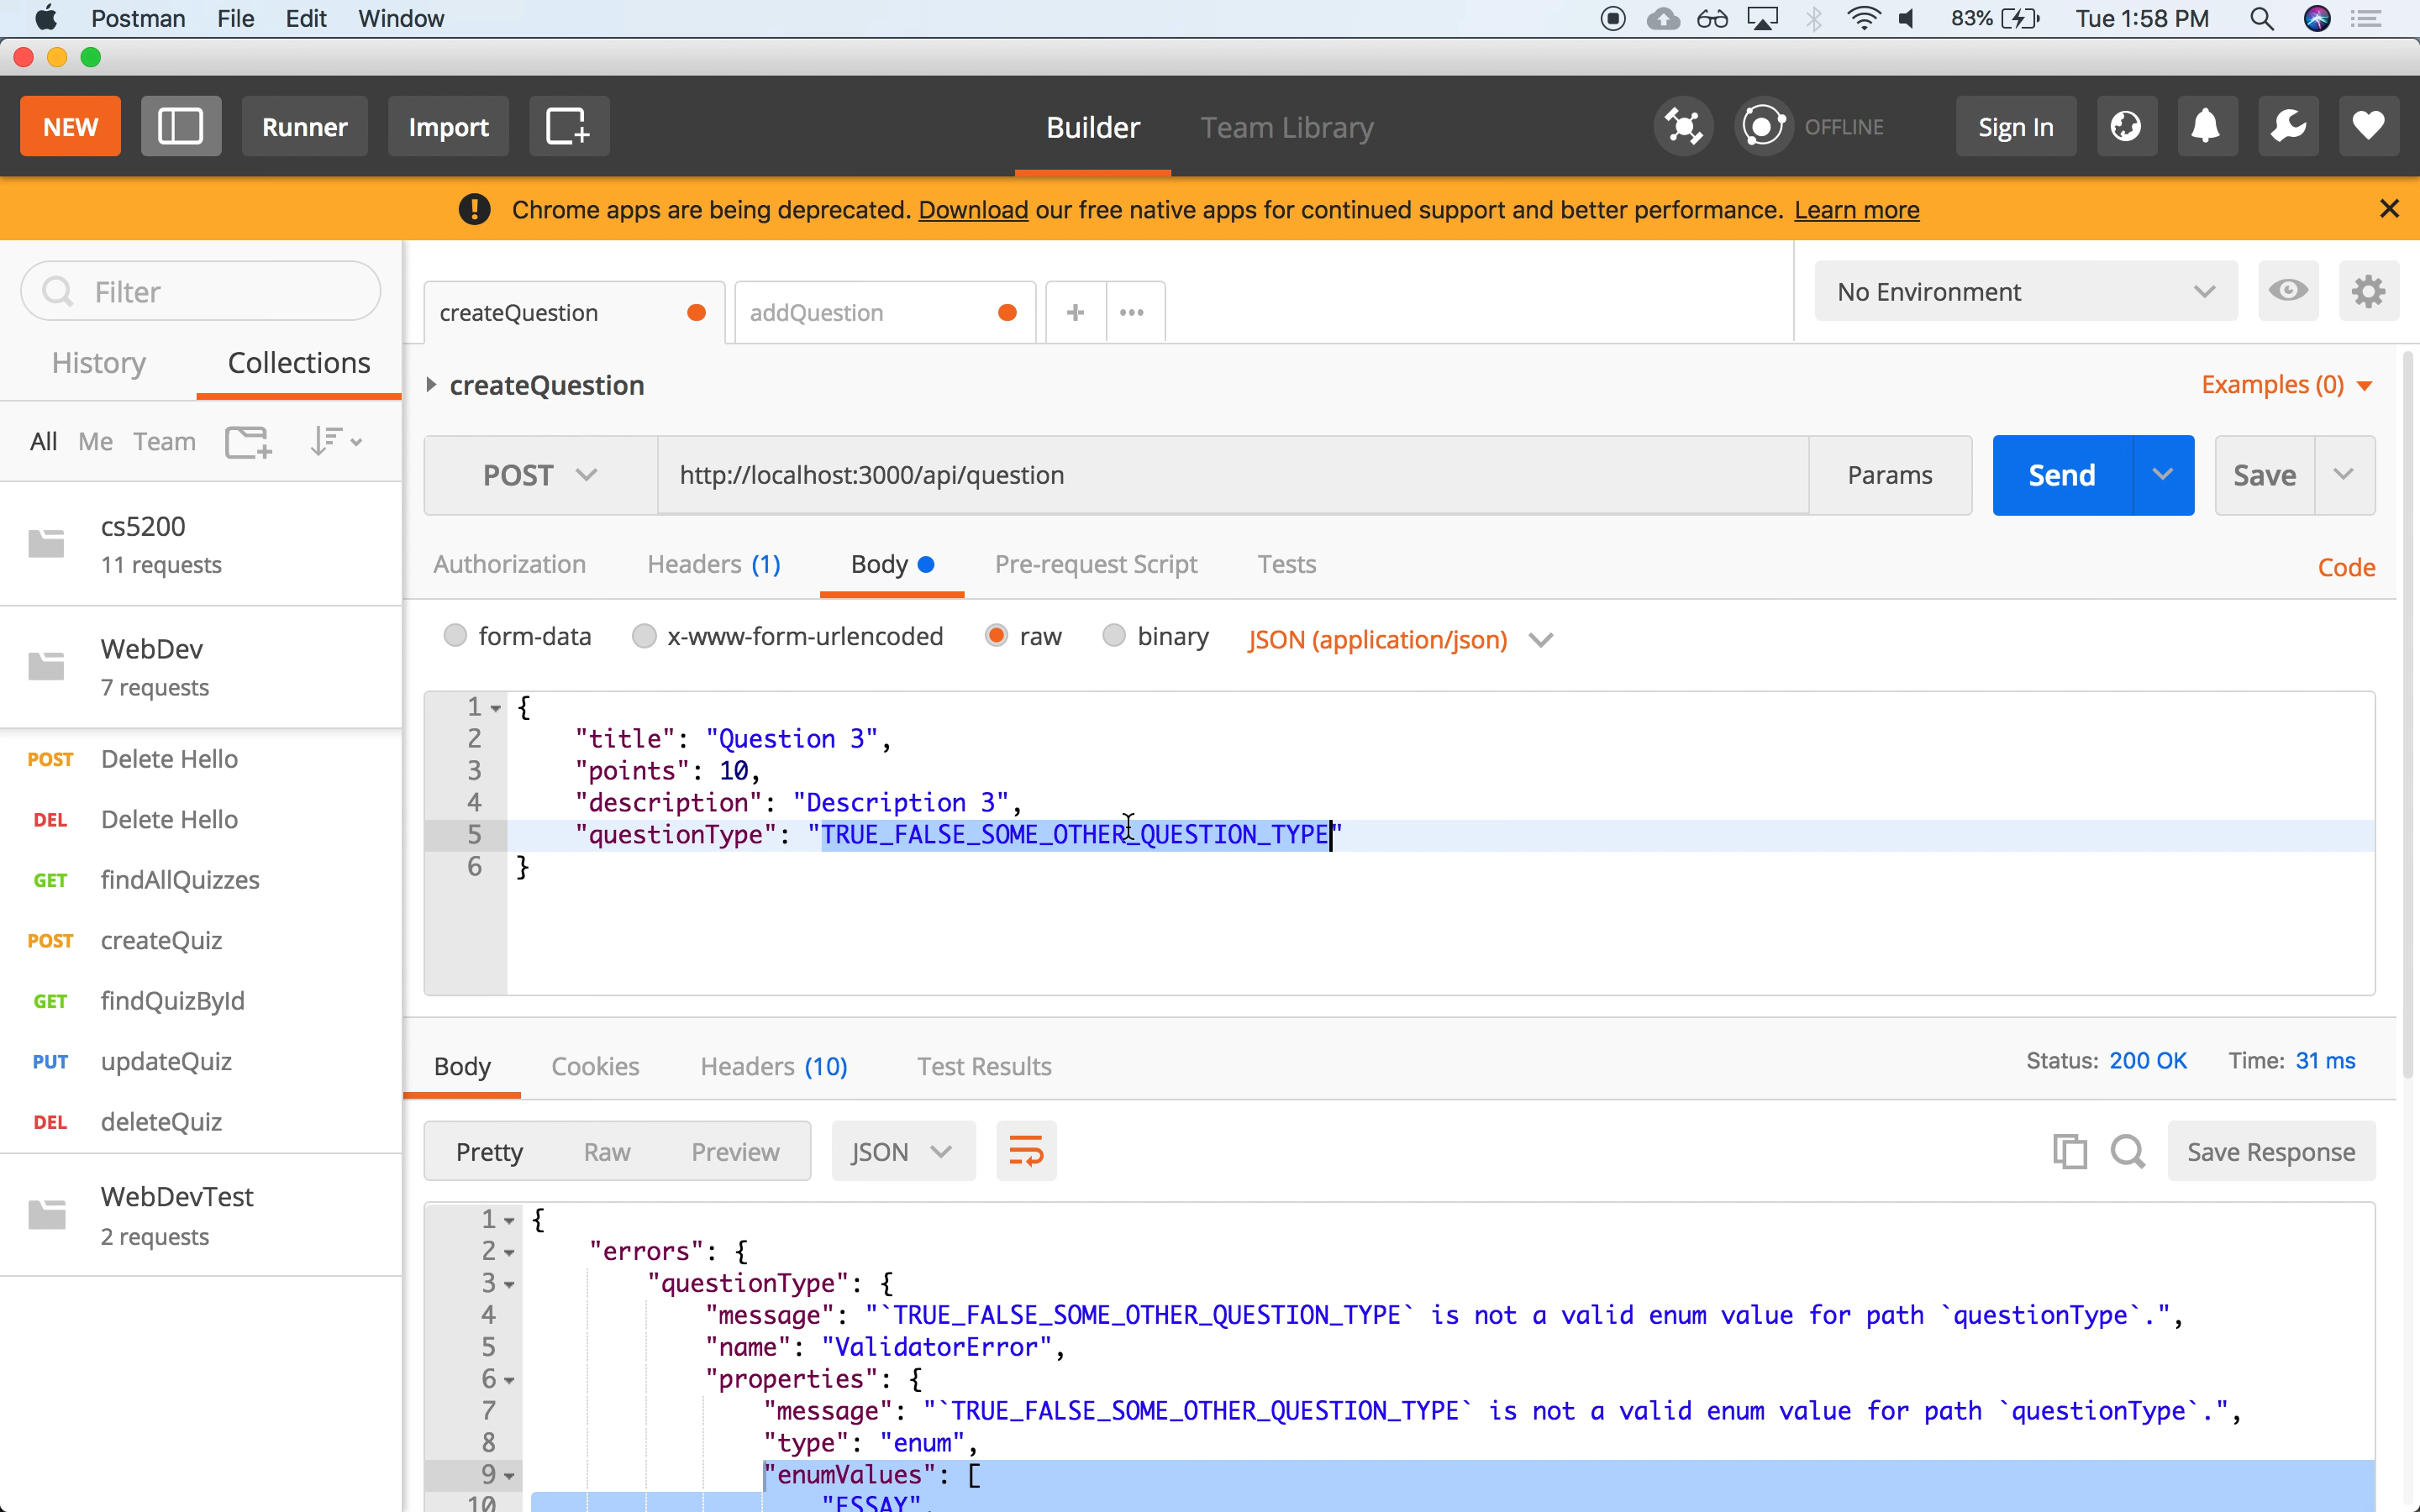 Postman File Edit Window 83% Tue 1:58 PM
NEW Runner Import Builder Team Library OFFLINE Sign In
! Chrome apps are being deprecated. Download our free native apps for continued support and better performance. Learn more
Filter
History Collections
All Me Team
cs5200
11 requests
WebDev
7 requests
POST Delete Hello
DEL Delete Hello
GET findAllQuizzes
POST createQuiz
GET findQuizById
PUT updateQuiz
DEL deleteQuiz
WebDevTest
2 requests
createQuestion addQuestion + ••• No Environment
createQuestion Examples (0)
POST http://localhost:3000/api/question Params Send Save
Authorization Headers (1) Body Pre-request Script Tests Code
form-data x-www-form-urlencoded raw binary JSON (application/json)
1 {
2 "title": "Question 3",
3 "points": 10,
4 "description": "Description 3",
5 "questionType": "TRUE_FALSE_SOME_OTHER_QUESTION_TYPE"
6 }
Body Cookies Headers (10) Test Results Status: 200 OK Time: 31 ms
Pretty Raw Preview JSON Save Response
1 {
2 "errors": {
3 "questionType": {
4 "message": "`TRUE_FALSE_SOME_OTHER_QUESTION_TYPE` is not a valid enum value for path `questionType`.",
5 "name": "ValidatorError",
6 "properties": {
7 "message": "`TRUE_FALSE_SOME_OTHER_QUESTION_TYPE` is not a valid enum value for path `questionType`.",
8 "type": "enum",
9 "enumValues": [
10 "ESSAY",